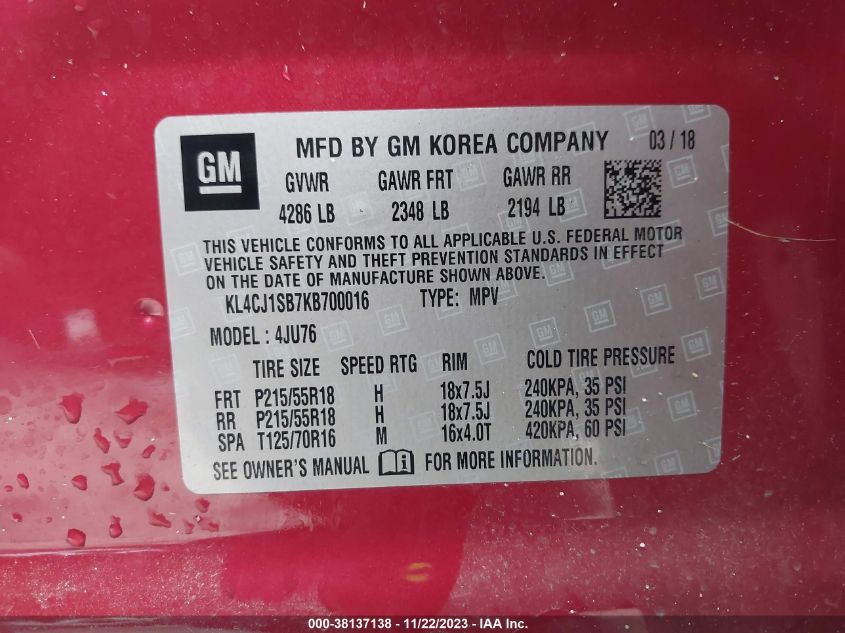 GM
MFD BY GM KOREA COMPANY 03 / 18
GVWR GAWR FRT GAWR RR
4286 LB 2348 LB 2194 LB
THIS VEHICLE CONFORMS TO ALL APPLICABLE U.S. FEDERAL MOTOR
VEHICLE SAFETY AND THEFT PREVENTION STANDARDS IN EFFECT
ON THE DATE OF MANUFACTURE SHOWN ABOVE.
KL4CJ1SB7KB700016 TYPE: MPV
MODEL : 4JU76
TIRE SIZE SPEED RTG RIM COLD TIRE PRESSURE
FRT P215/55R18 H 18x7.5J 240KPA, 35 PSI
RR P215/55R18 H 18x7.5J 240KPA, 35 PSI
SPA T125/70R16 M 16x4.0T 420KPA, 60 PSI
SEE OWNER'S MANUAL FOR MORE INFORMATION.
000-38137138 - 11/22/2023 - IAA Inc.